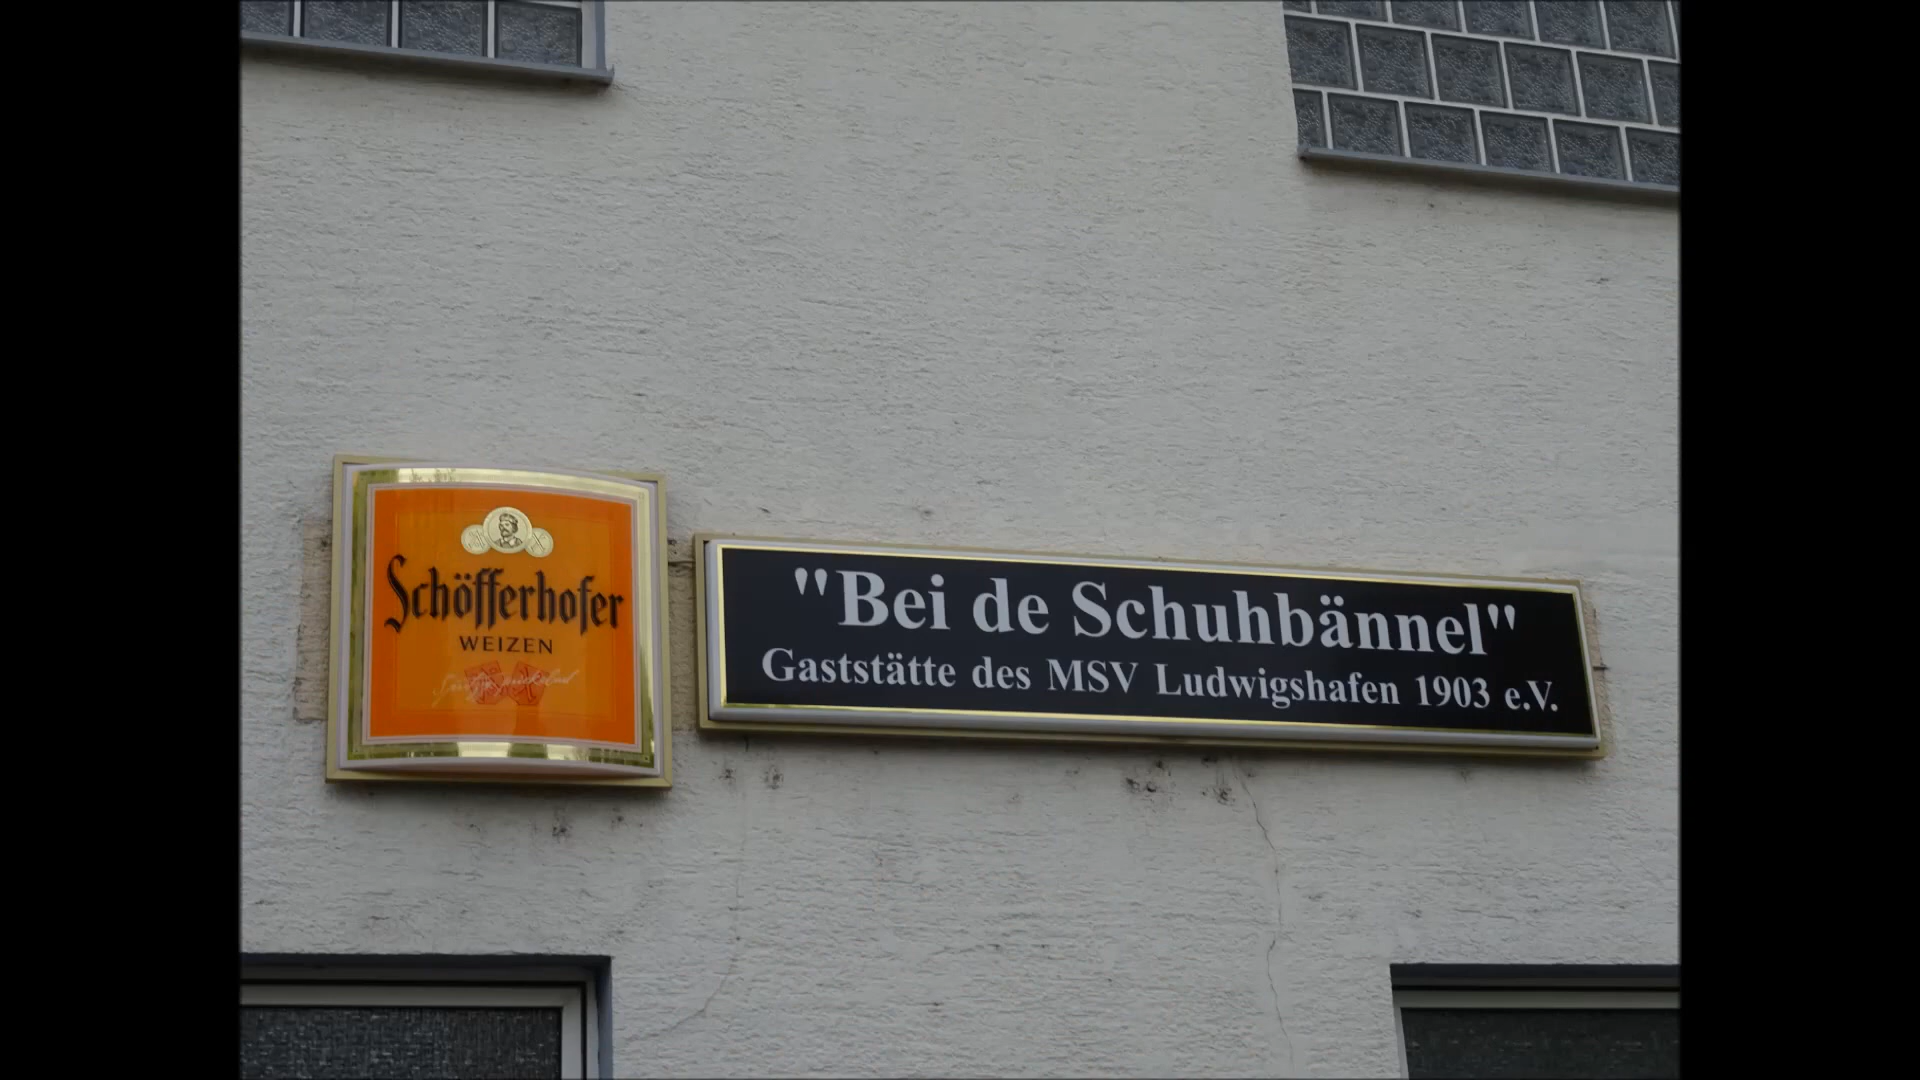 Schöfferhofer
WEIZEN
"Bei de Schuhbännel"
Gaststätte des MSV Ludwigshafen 1903 e.V.